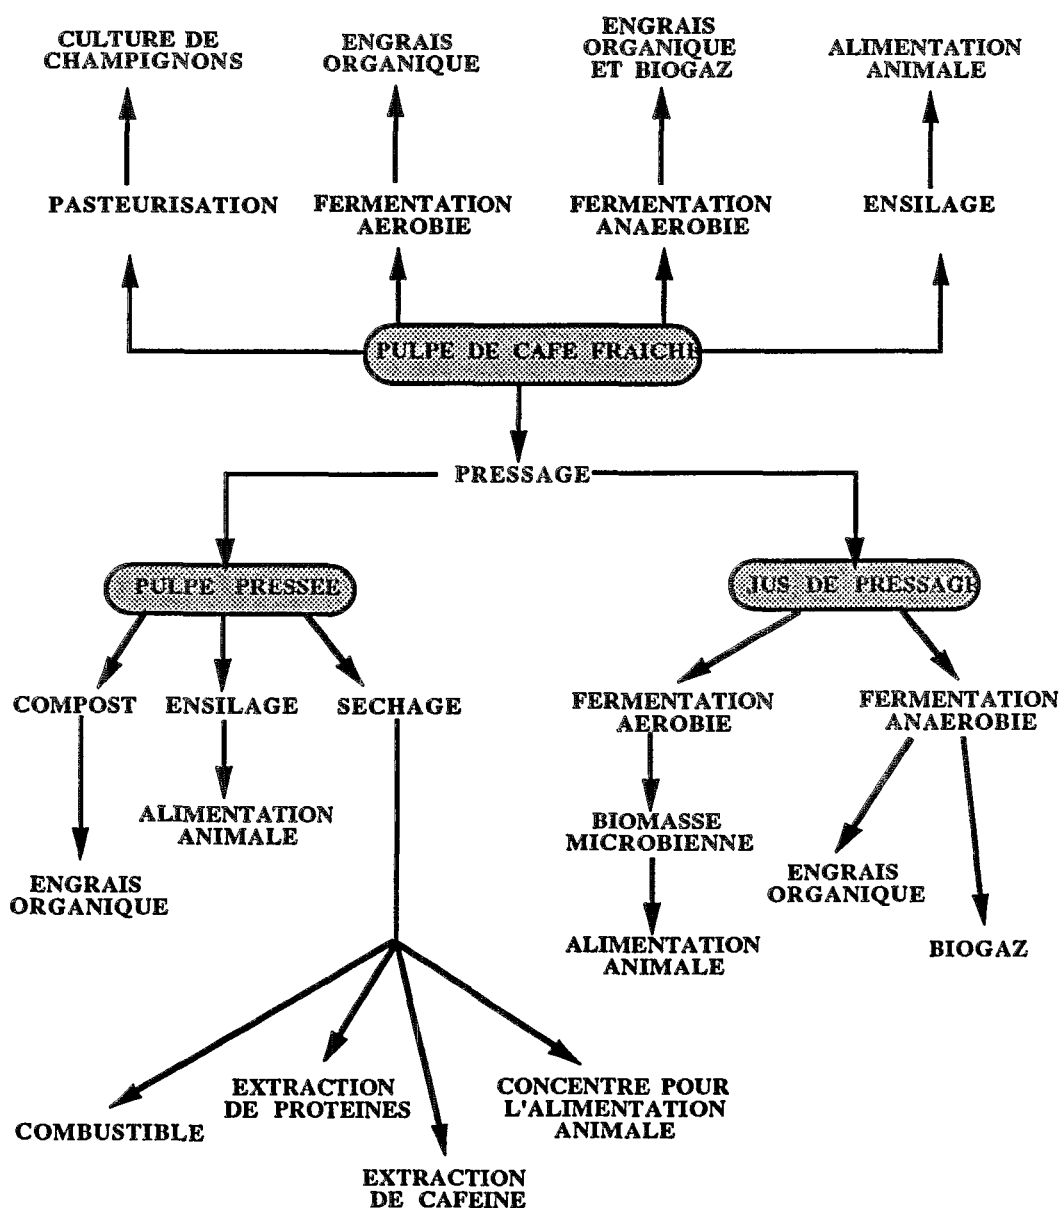 CULTURE DE
CHAMPIGNONS
ENGRAIS
ORGANIQUE
ENGRAIS
ORGANIQUE
ET BIOGAZ
ALIMENTATION
ANIMALE
PASTEURISATION
FERMENTATION
AEROBIE
FERMENTATION
ANAEROBIE
ENSILAGE
PULPE DE CAFE FRAICHE
PRESSAGE
PULPE PRESSEE
JUS DE PRESSAGE
COMPOST
ENSILAGE
SECHAGE
FERMENTATION
AEROBIE
FERMENTATION
ANAEROBIE
ALIMENTATION
ANIMALE
BIOMASSE
MICROBIENNE
ENGRAIS
ORGANIQUE
ENGRAIS
ORGANIQUE
ALIMENTATION
ANIMALE
BIOGAZ
COMBUSTIBLE
EXTRACTION
DE PROTEINES
EXTRACTION
DE CAFEINE
CONCENTRE POUR
L'ALIMENTATION
ANIMALE